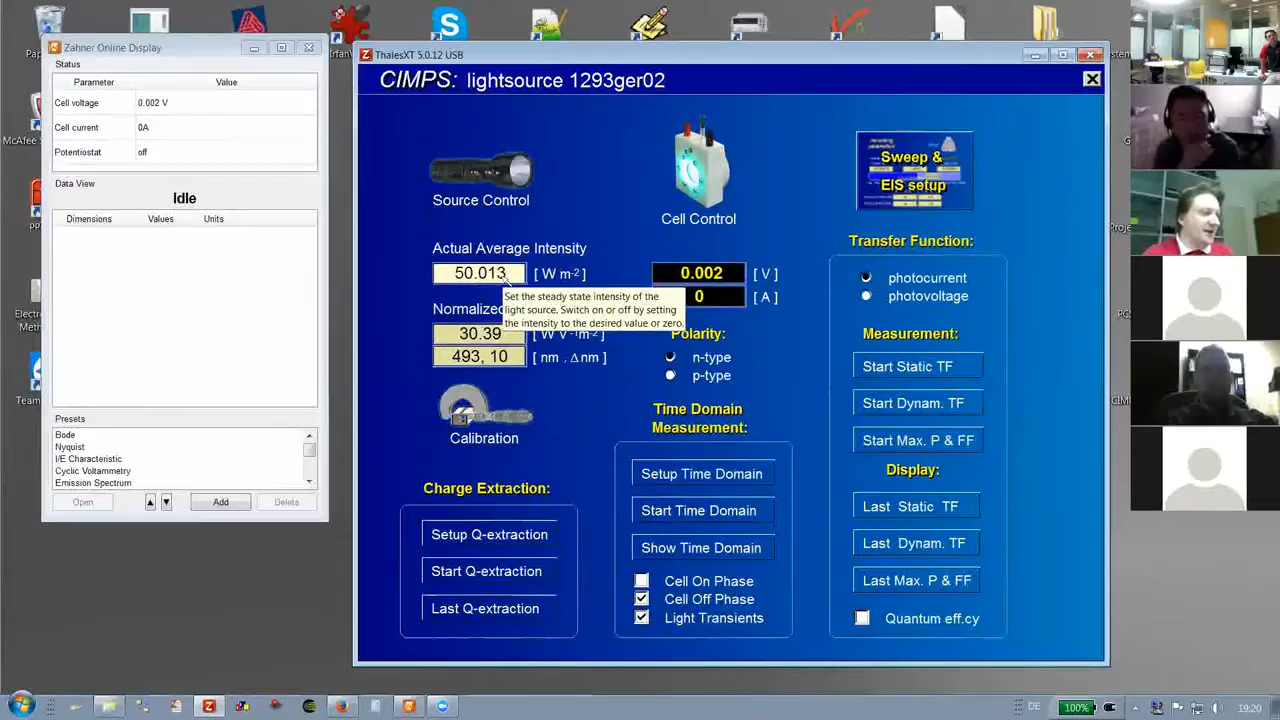 Zahner Online Display
Status
Parameter Value
Cell voltage 0.002 V
Cell current 0A
Potentiostat off
Data View
Idle
Dimensions Values Units
Presets
Bode
Nyquist
I/E Characteristic
Cyclic Voltammetry
Emission Spectrum
Open Add Delete
ThalesXT 5.0.12 USB
CIMPS: lightsource 1293ger02
Source Control
Actual Average Intensity
50.013 [ W m-2 ]
Set the steady state intensity of the
light source. Switch on or off by setting
the intensity to the desired value or zero.
Normalized
30.39 [ W V-1m-2 ]
493, 10 [ nm , Δnm ]
Calibration
Charge Extraction:
Setup Q-extraction
Start Q-extraction
Last Q-extraction
Cell Control
0.002 [ V ]
0 [ A ]
Polarity:
n-type
p-type
Time Domain
Measurement:
Setup Time Domain
Start Time Domain
Show Time Domain
Cell On Phase
Cell Off Phase
Light Transients
Sweep &
EIS setup
Transfer Function:
photocurrent
photovoltage
Measurement:
Start Static TF
Start Dynam. TF
Start Max. P & FF
Display:
Last Static TF
Last Dynam. TF
Last Max. P & FF
Quantum eff.cy
McAfee
DE 100% 19:20